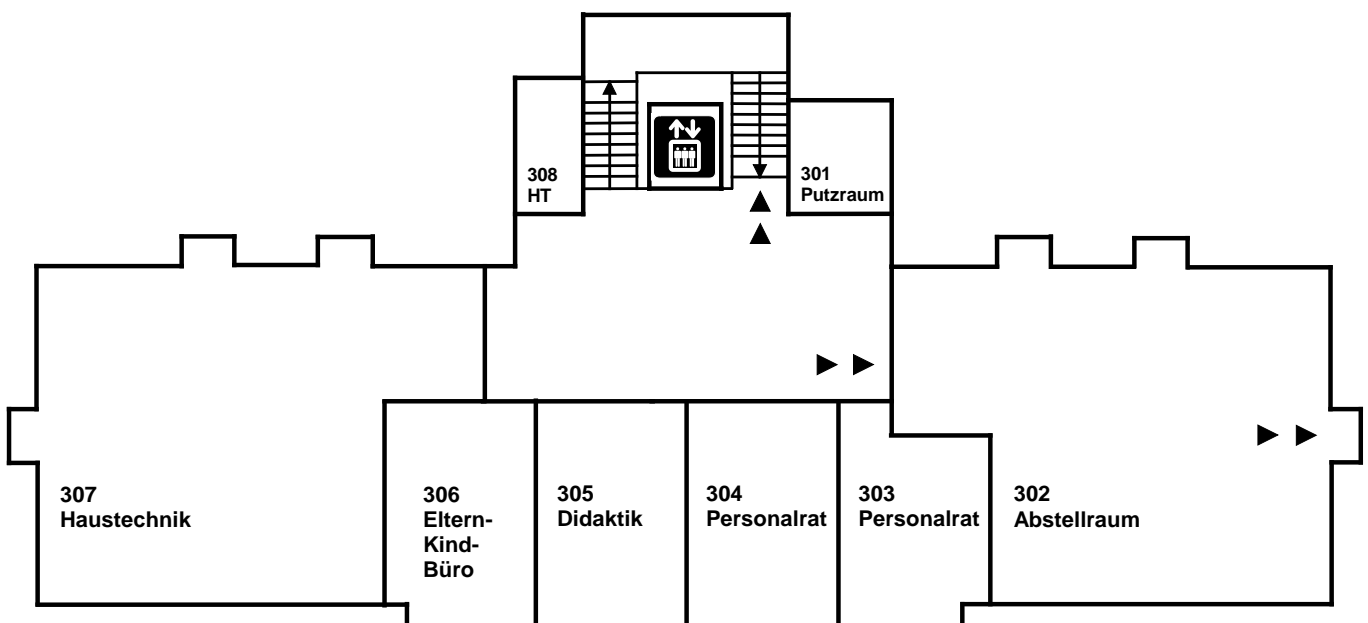 308
HT
301
Putzraum
307
Haustechnik
306
Eltern-
Kind-
Büro
305
Didaktik
304
Personalrat
303
Personalrat
302
Abstellraum